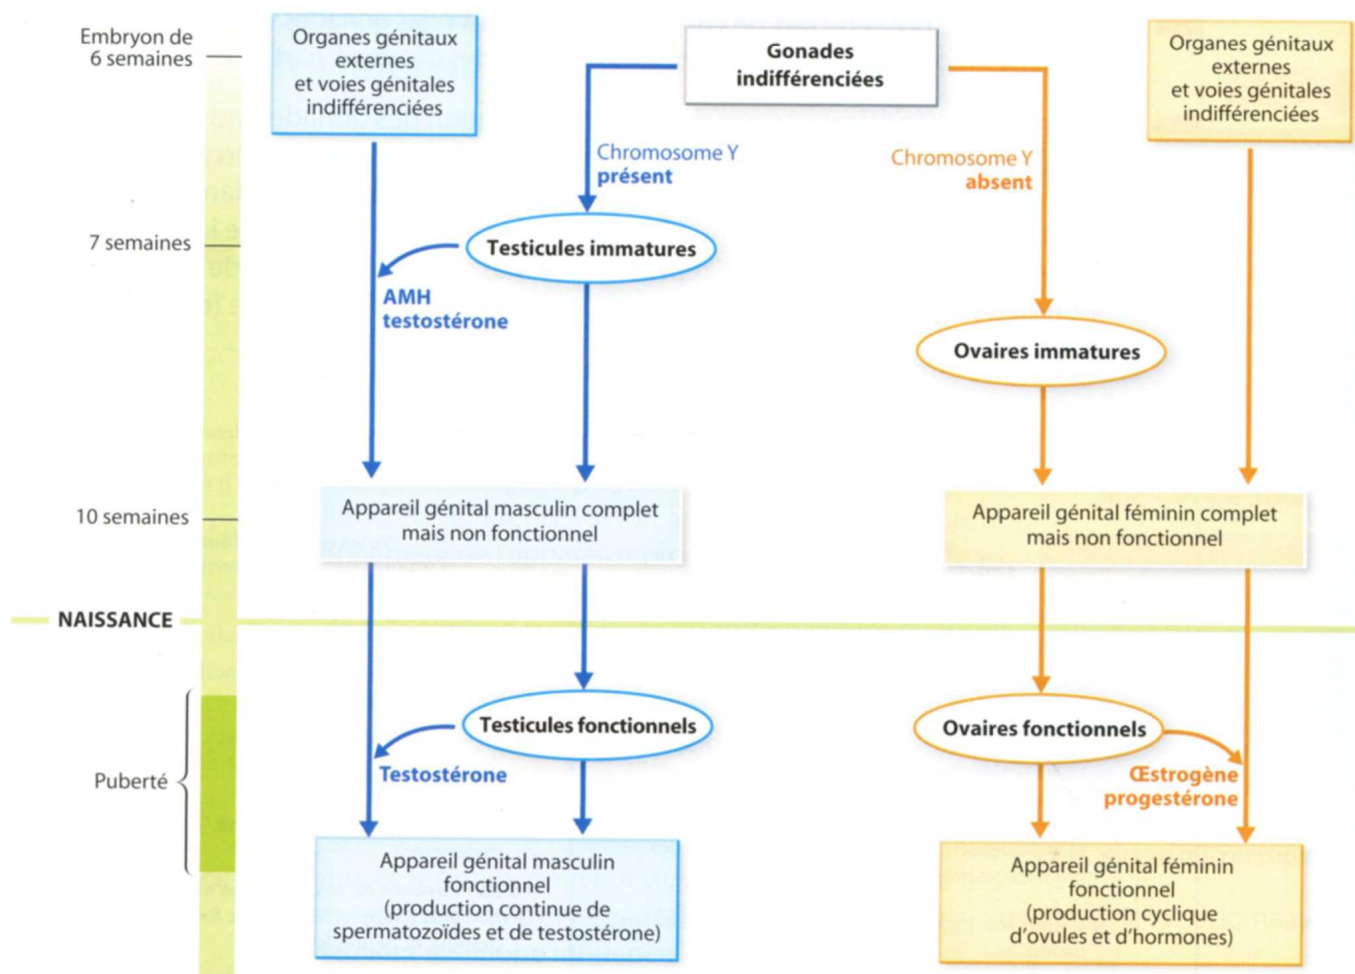 Embryon de
6 semaines
Organes génitaux
externes
et voies génitales
indifférenciées
Gonades
indifférenciées
Organes génitaux
externes
et voies génitales
indifférenciées
Chromosome Y
présent
Chromosome Y
absent
7 semaines
Testicules immatures
AMH
testostérone
Ovaires immatures
10 semaines
Appareil génital masculin complet
mais non fonctionnel
Appareil génital féminin complet
mais non fonctionnel
NAISSANCE
Puberté
Testicules fonctionnels
Testostérone
Ovaires fonctionnels
Œstrogène
progestérone
Appareil génital masculin
fonctionnel
(production continue de
spermatozoïdes et de testostérone)
Appareil génital féminin
fonctionnel
(production cyclique
d'ovules et d'hormones)